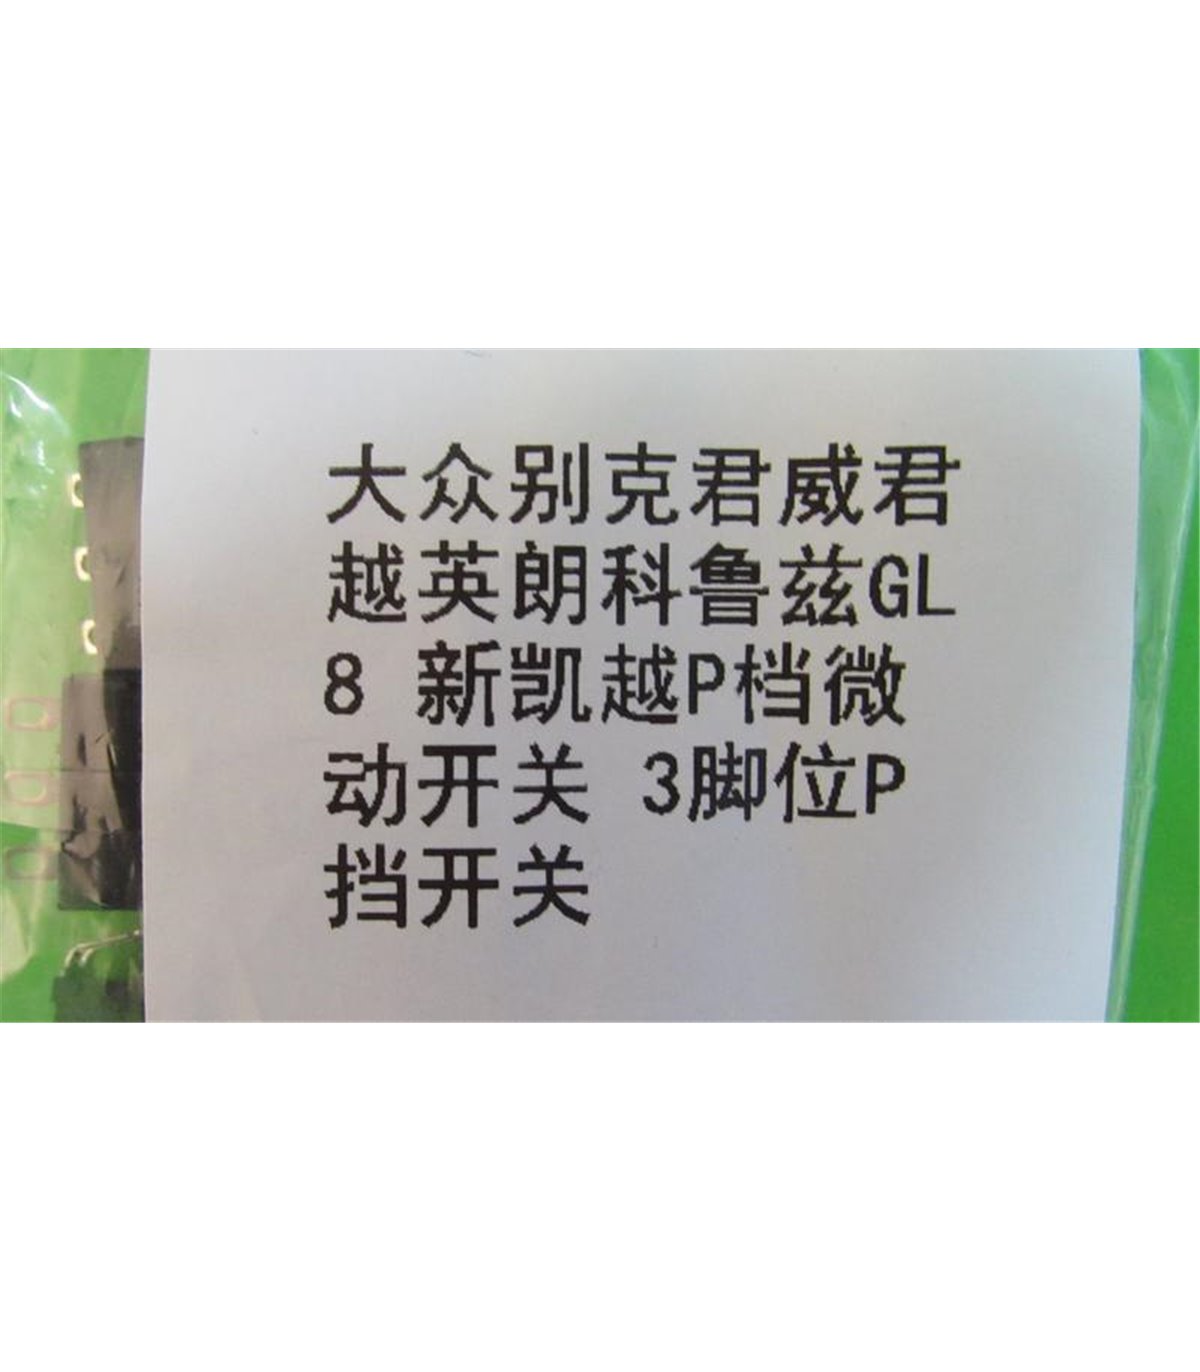 大众别克君威君
越英朗科鲁兹GL
8 新凯越P档微
动开关 3脚位P
挡开关